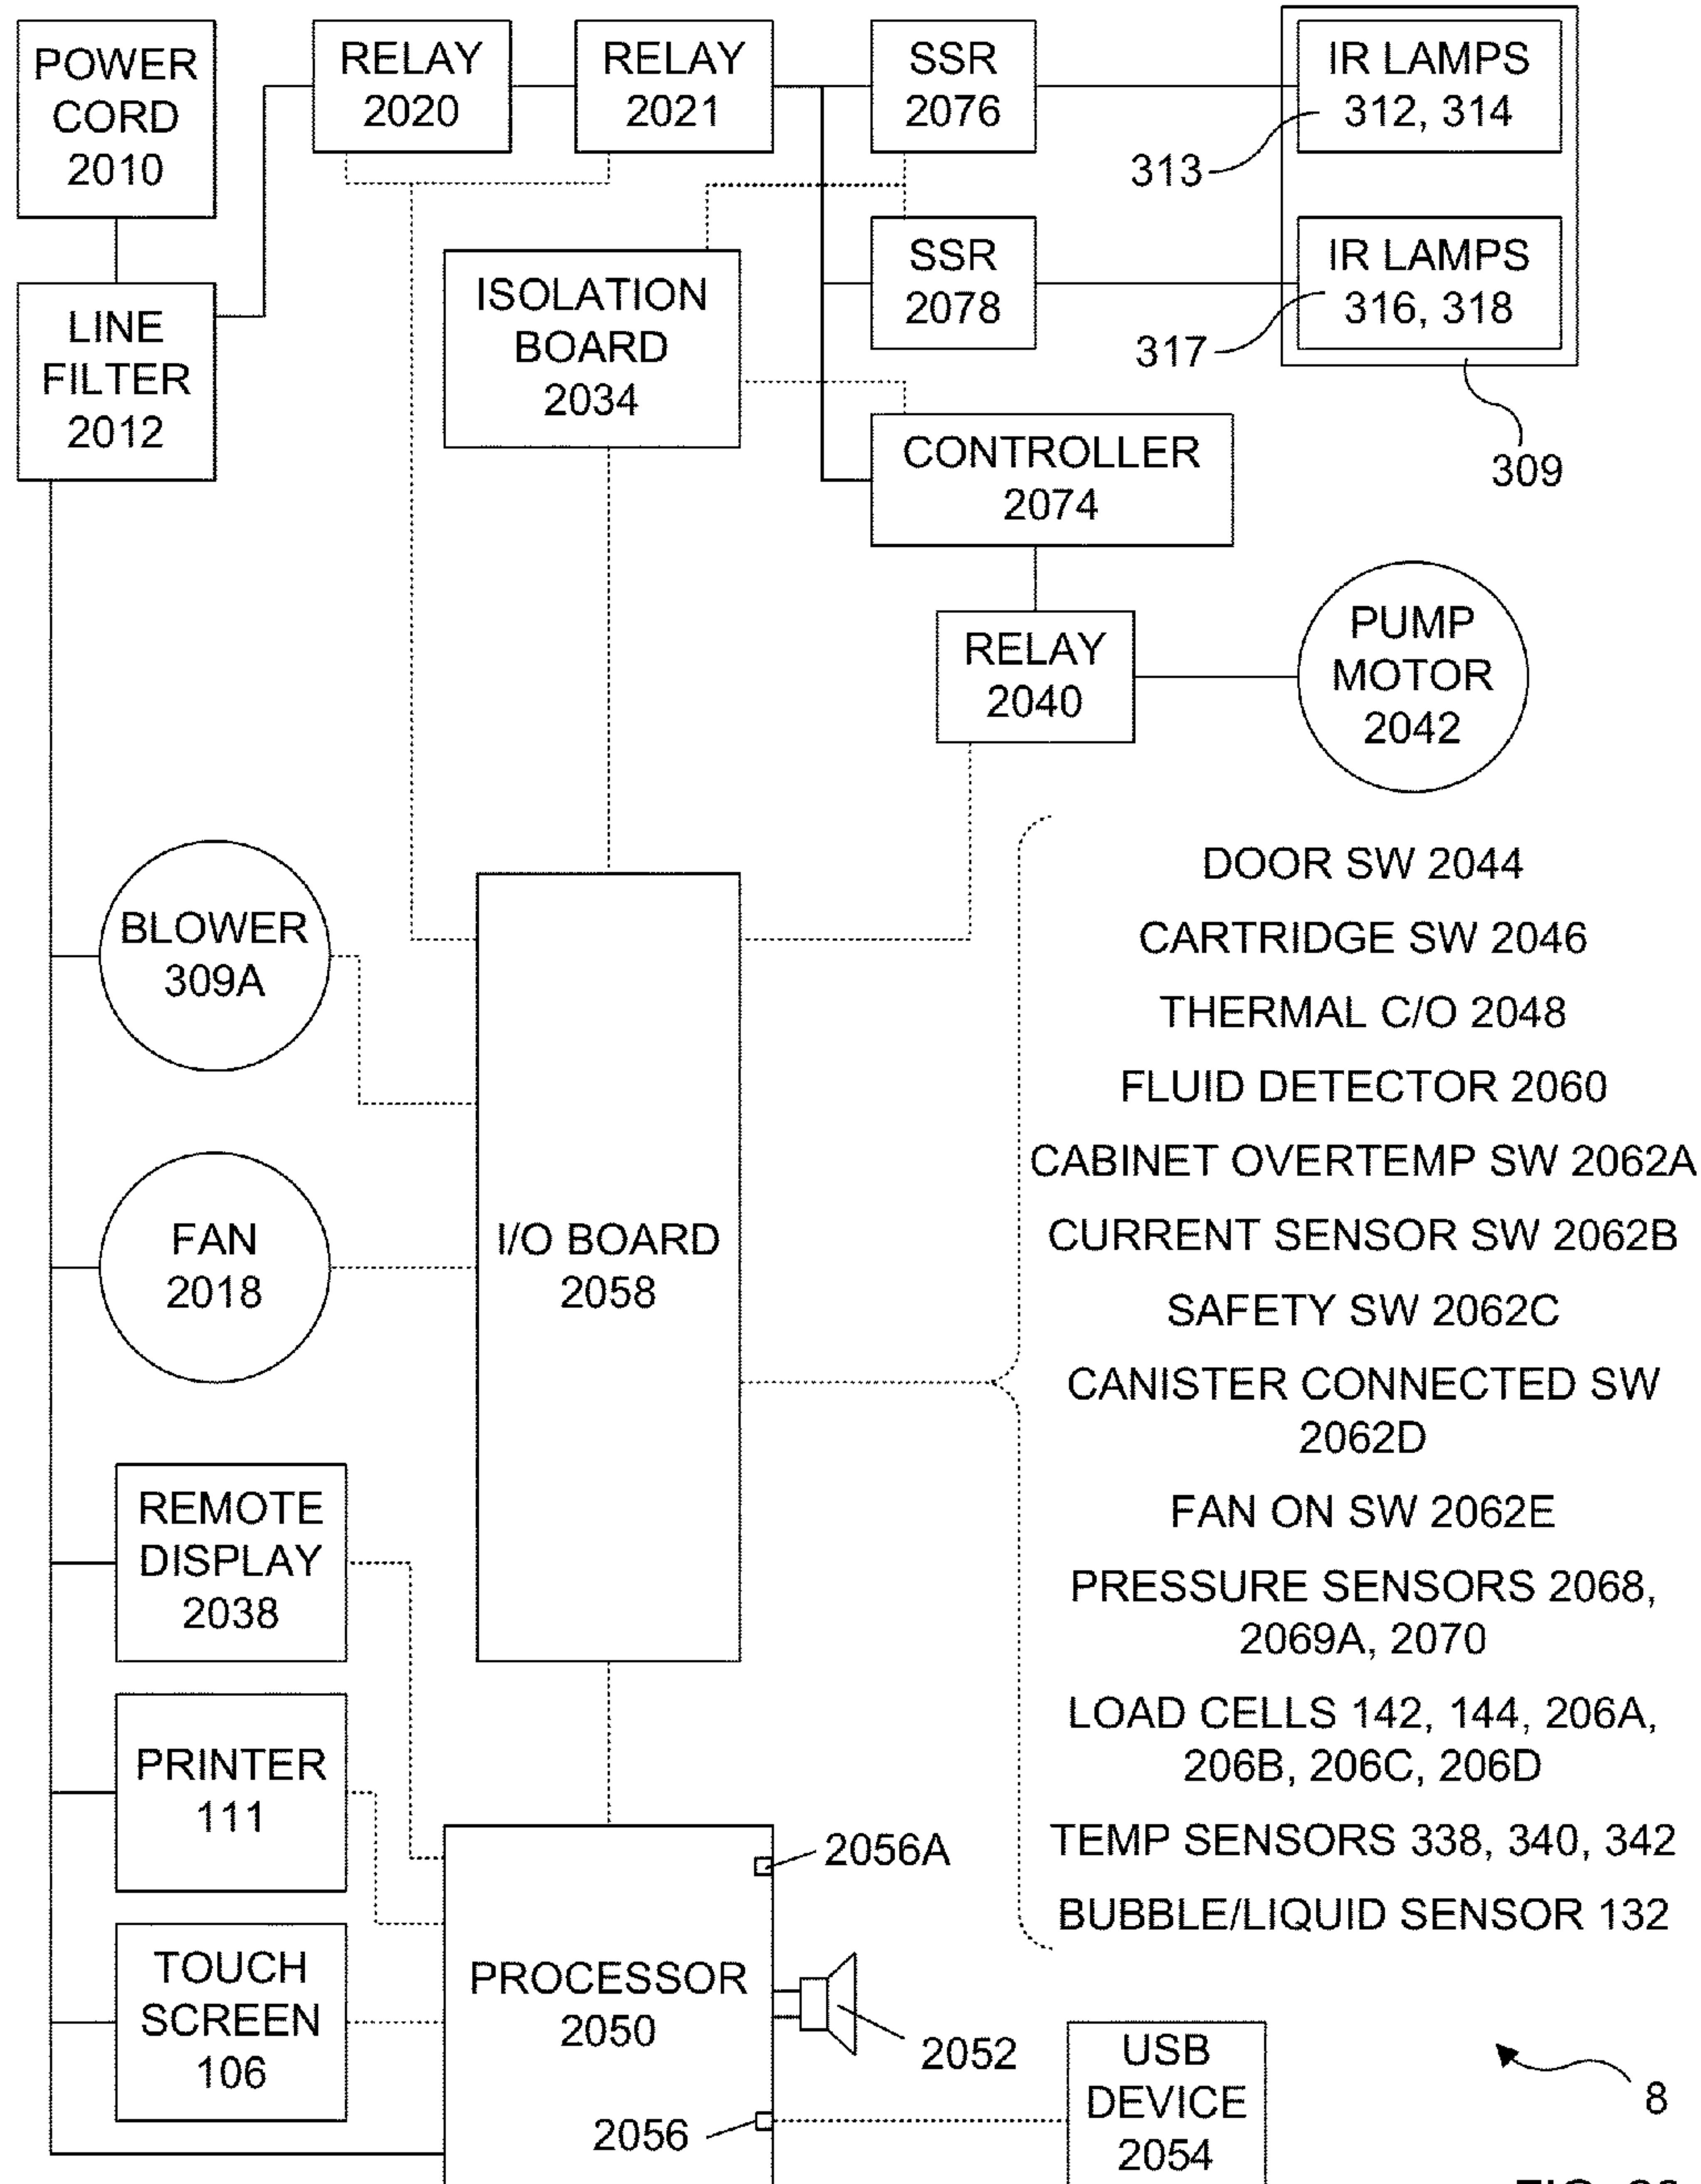 POWER
CORD
2010
RELAY
2020
RELAY
2021
SSR
2076
IR LAMPS
312, 314
313
LINE
FILTER
2012
ISOLATION
BOARD
2034
SSR
2078
IR LAMPS
316, 318
317
309
CONTROLLER
2074
RELAY
2040
PUMP
MOTOR
2042
BLOWER
309A
FAN
2018
I/O BOARD
2058
DOOR SW 2044
CARTRIDGE SW 2046
THERMAL C/O 2048
FLUID DETECTOR 2060
CABINET OVERTEMP SW 2062A
CURRENT SENSOR SW 2062B
SAFETY SW 2062C
CANISTER CONNECTED SW
2062D
FAN ON SW 2062E
PRESSURE SENSORS 2068,
2069A, 2070
LOAD CELLS 142, 144, 206A,
206B, 206C, 206D
TEMP SENSORS 338, 340, 342
BUBBLE/LIQUID SENSOR 132
REMOTE
DISPLAY
2038
PRINTER
111
TOUCH
SCREEN
106
PROCESSOR
2050
2056A
2052
2056
USB
DEVICE
2054
8